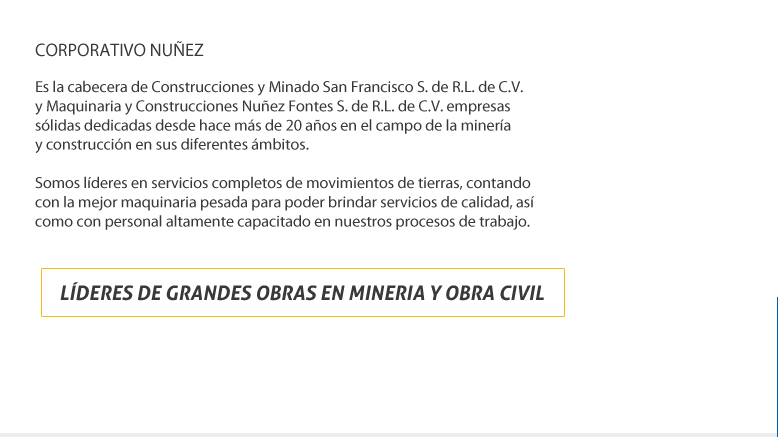 CORPORATIVO NUÑEZ
Es la cabecera de Construcciones y Minado San Francisco S. de R.L. de C.V.
y Maquinaria y Construcciones Nuñez Fontes S. de R.L. de C.V. empresas
sólidas dedicadas desde hace más de 20 años en el campo de la minería
y construcción en sus diferentes ámbitos.
Somos líderes en servicios completos de movimientos de tierras, contando
con la mejor maquinaria pesada para poder brindar servicios de calidad, así
como con personal altamente capacitado en nuestros procesos de trabajo.
LÍDERES DE GRANDES OBRAS EN MINERIA Y OBRA CIVIL